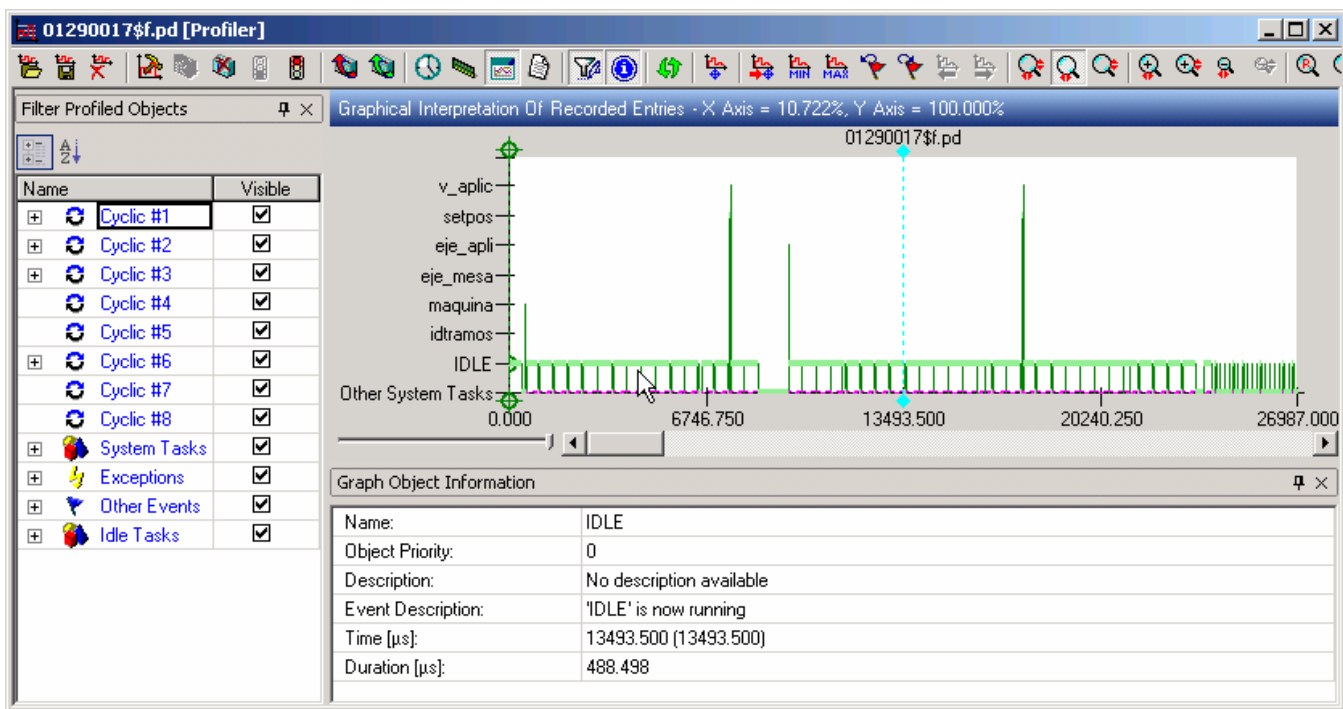 01290017$f.pd [Profiler]
MIN MAX
Filter Profiled Objects
Graphical Interpretation Of Recorded Entries - X Axis = 10.722%, Y Axis = 100.000%
Name Visible
Cyclic #1
Cyclic #2
Cyclic #3
Cyclic #4
Cyclic #5
Cyclic #6
Cyclic #7
Cyclic #8
System Tasks
Exceptions
Other Events
Idle Tasks
01290017$f.pd
v_aplic
setpos
eje_apli
eje_mesa
maquina
idtramos
IDLE
Other System Tasks
0.000 6746.750 13493.500 20240.250 26987.000
Graph Object Information
Name: IDLE
Object Priority: 0
Description: No description available
Event Description: 'IDLE' is now running
Time [µs]: 13493.500 (13493.500)
Duration [µs]: 488.498